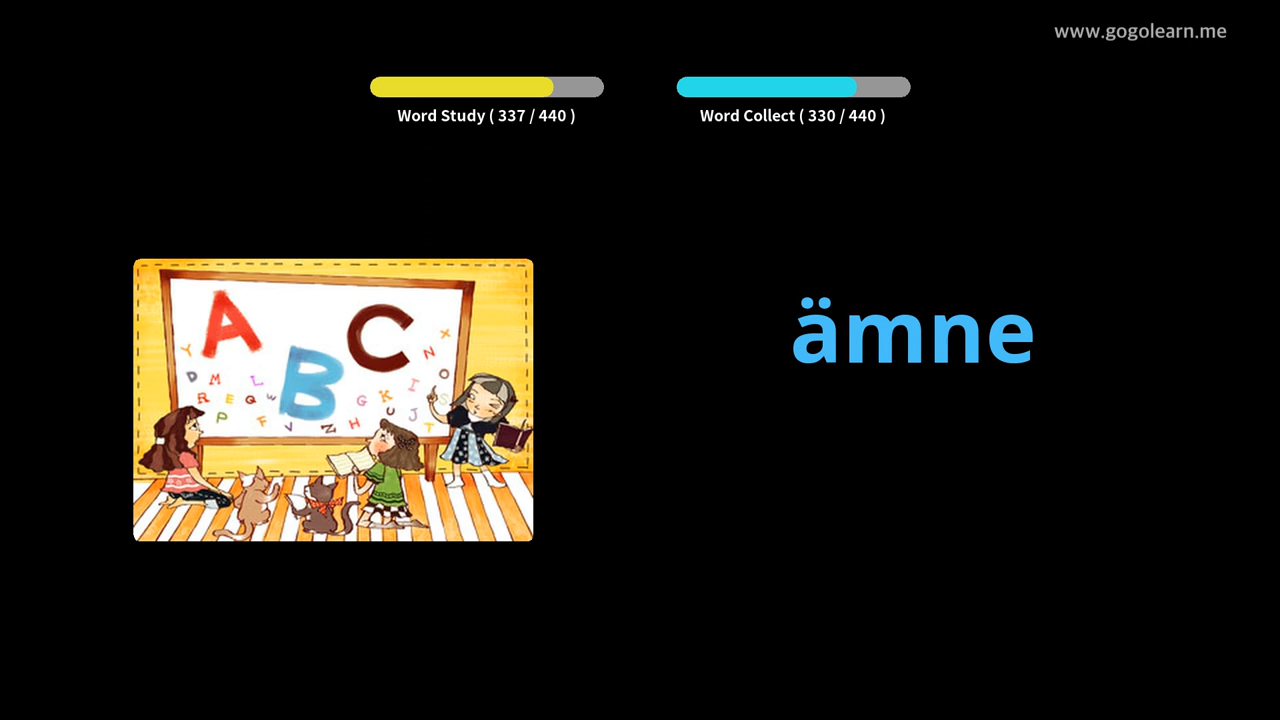 www.gogolearn.me
Word Study ( 337 / 440 )
Word Collect ( 330 / 440 )
A
B
C
Y
X
N
D M L
O
R E Q W
I
G K
S
P
F V Z H
U
J T
ämne